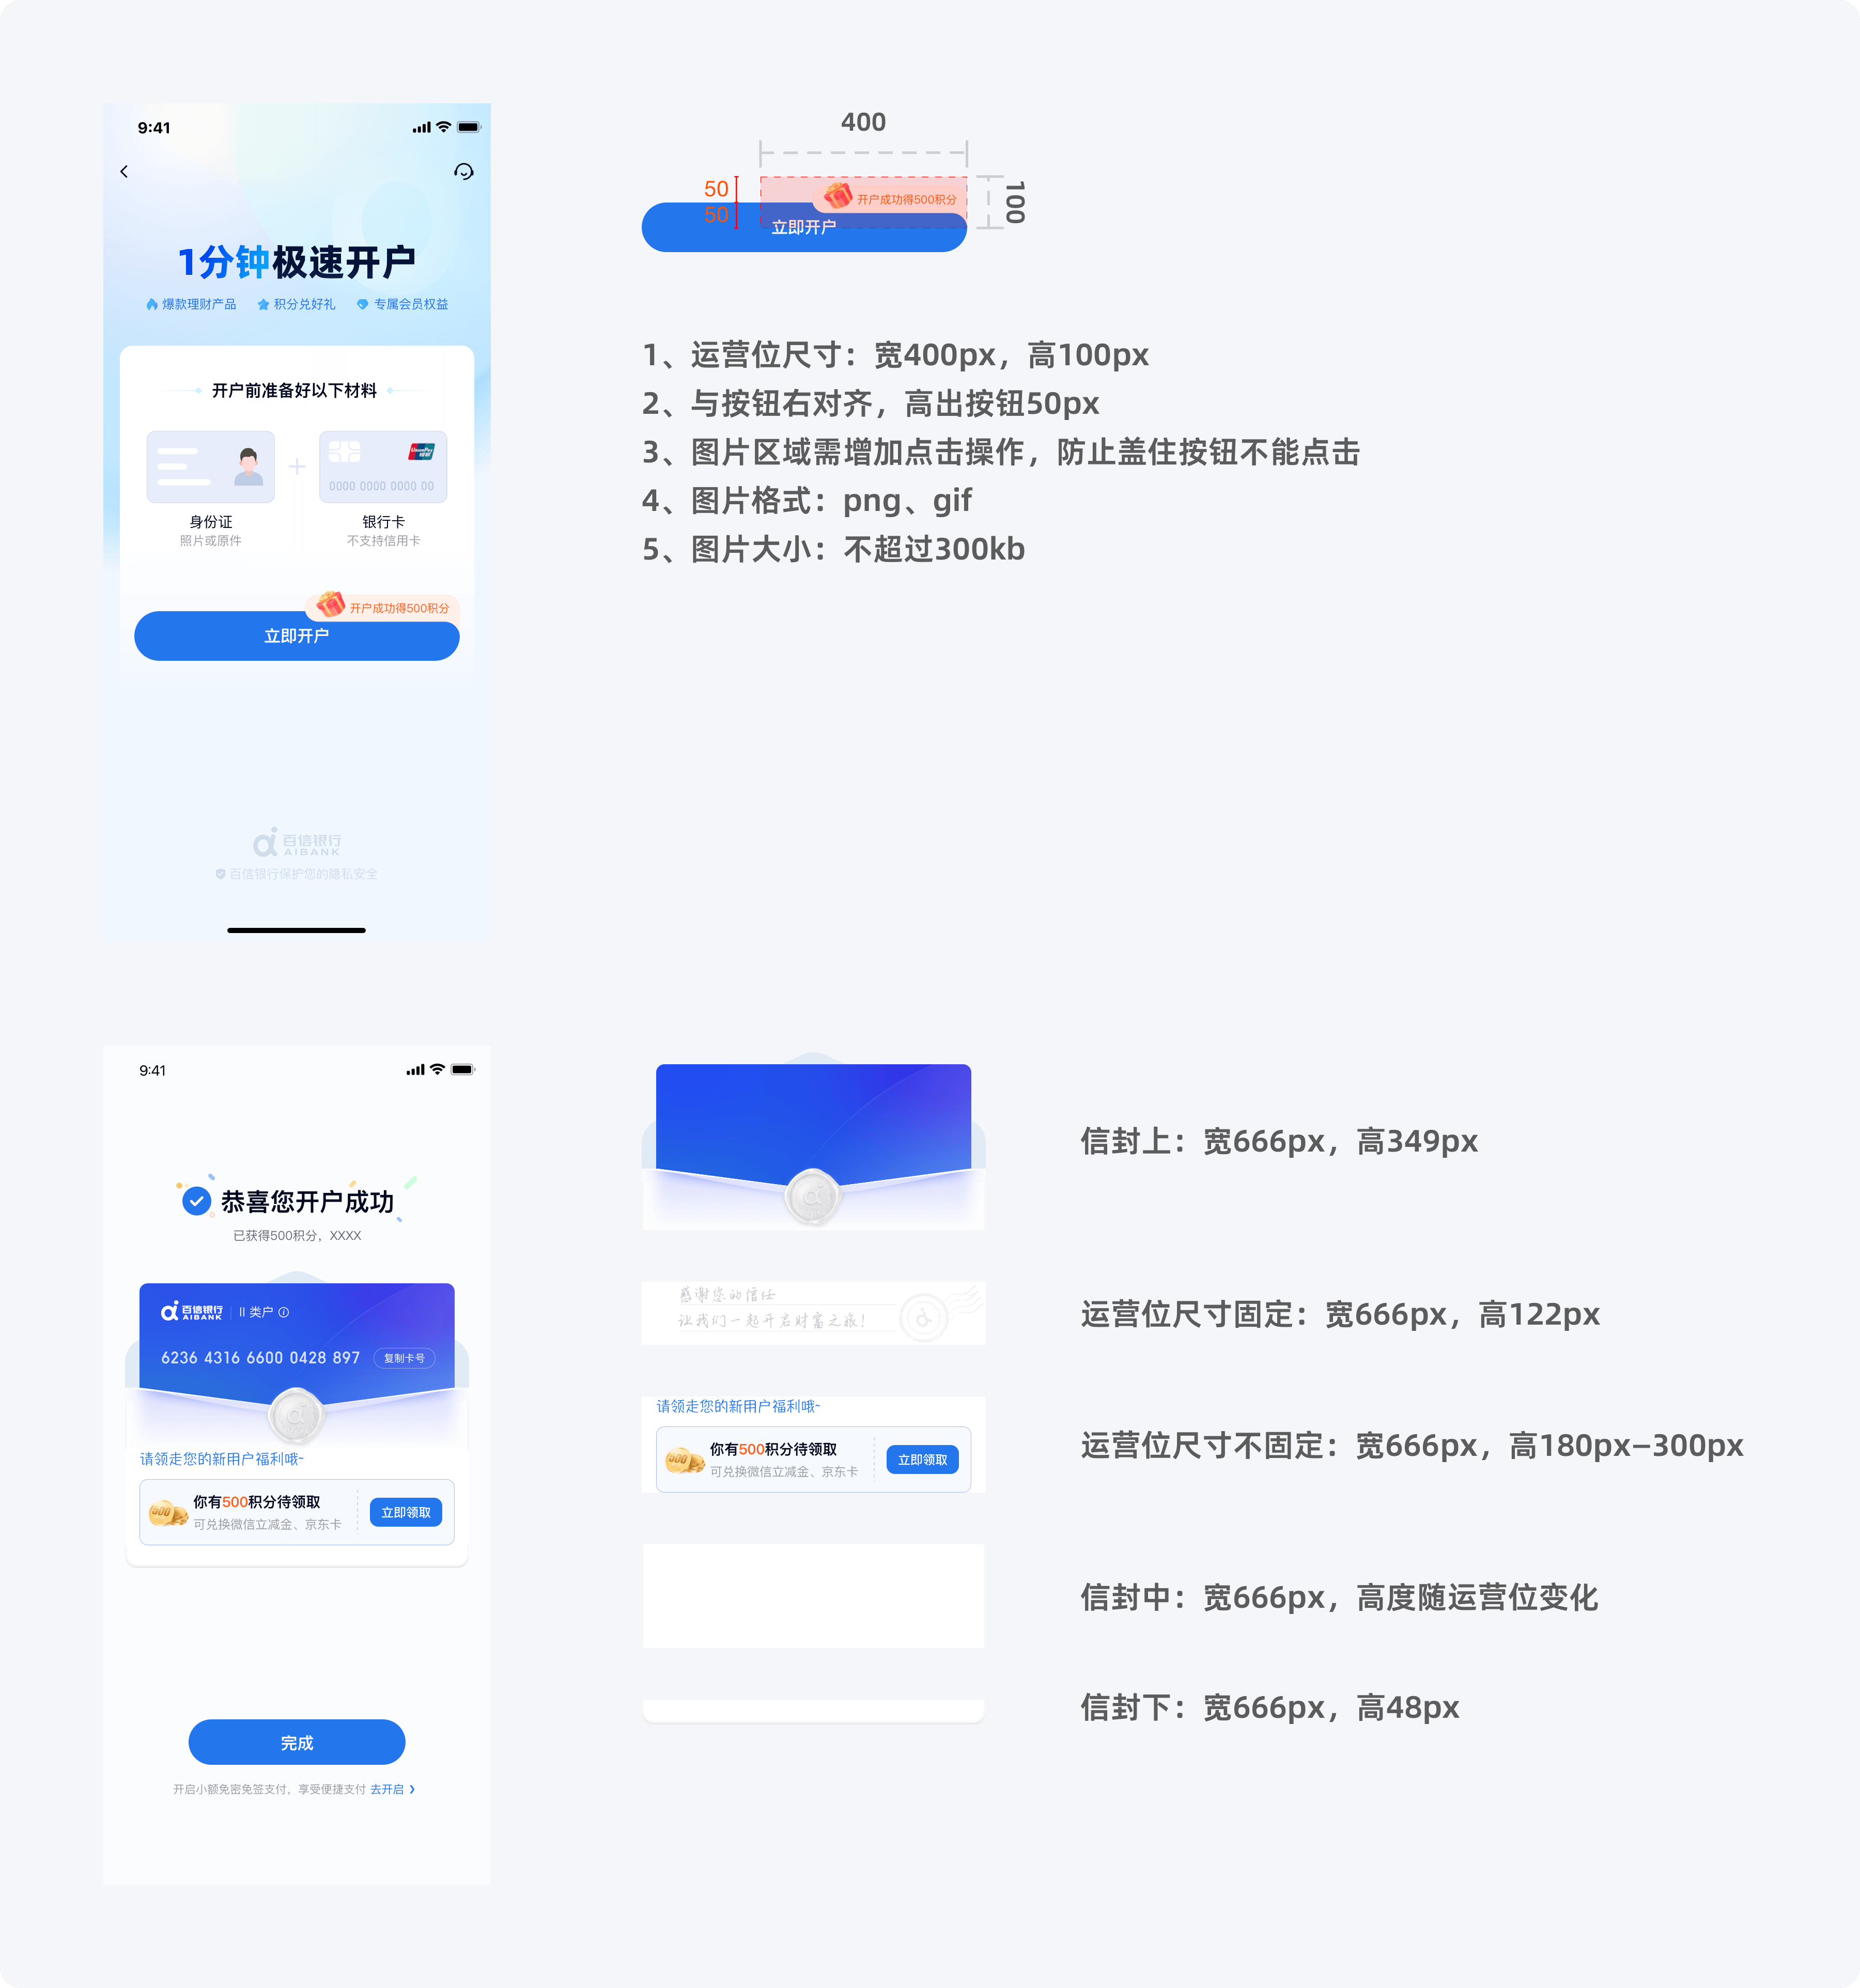 9:41
1分钟极速开户
爆款理财产品 积分兑好礼 专属会员权益
开户前准备好以下材料
UnionPay
银联
0000 0000 0000 00
身份证
照片或原件
银行卡
不支持信用卡
开户成功得500积分
立即开户
百信银行
AIBANK
百信银行保护您的隐私安全
400
50
50
100
开户成功得500积分
立即开户
1、运营位尺寸：宽400px，高100px
2、与按钮右对齐，高出按钮50px
3、图片区域需增加点击操作，防止盖住按钮不能点击
4、图片格式：png、gif
5、图片大小：不超过300kb
9:41
恭喜您开户成功
已获得500积分，XXXX
百信银行
AIBANK
II 类户
6236 4316 6600 0428 897 复制卡号
请领走您的新用户福利哦~
500
你有500积分待领取
可兑换微信立减金、京东卡
立即领取
完成
开启小额免密免签支付，享受便捷支付 去开启
信封上：宽666px，高349px
感谢您的信任
让我们一起开启财富之旅！
运营位尺寸固定：宽666px，高122px
请领走您的新用户福利哦~
500
你有500积分待领取
可兑换微信立减金、京东卡
立即领取
运营位尺寸不固定：宽666px，高180px–300px
信封中：宽666px，高度随运营位变化
信封下：宽666px，高48px